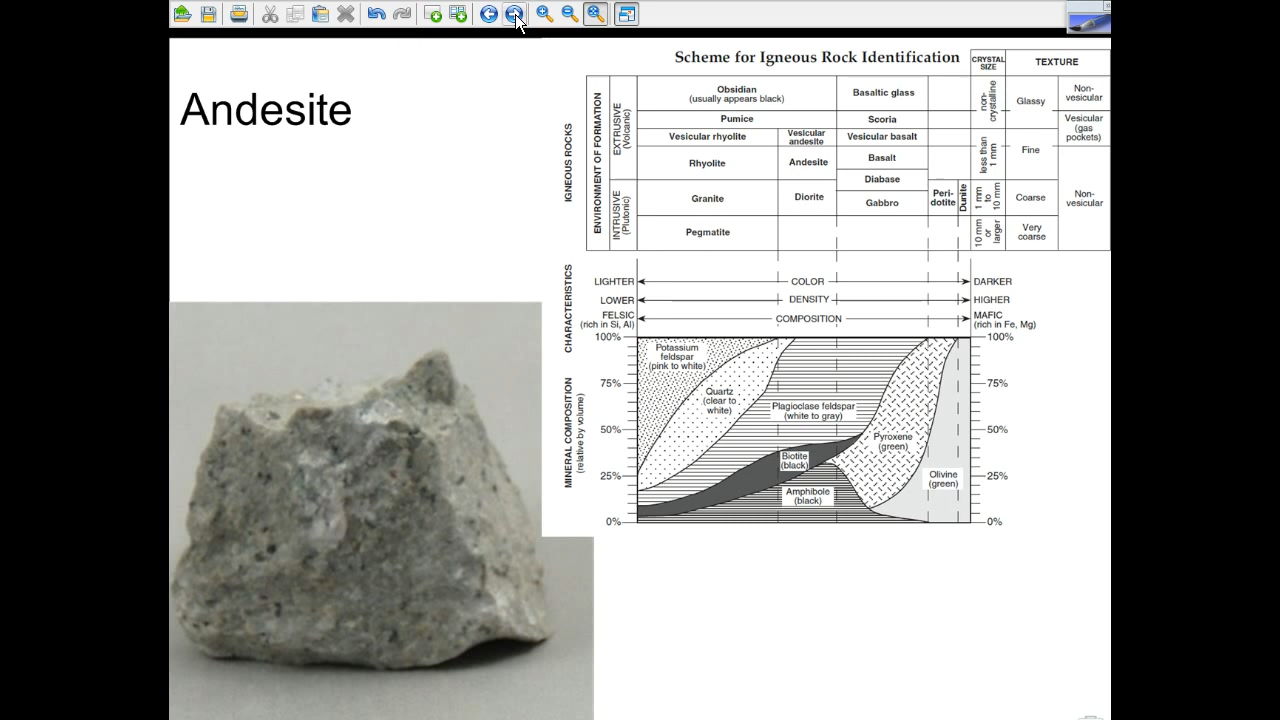 Andesite
Scheme for Igneous Rock Identification
CRYSTAL
SIZE
TEXTURE
IGNEOUS ROCKS
ENVIRONMENT OF FORMATION
EXTRUSIVE
(Volcanic)
INTRUSIVE
(Plutonic)
Obsidian
(usually appears black)
Basaltic glass
non-
crystalline
Glassy
Non-
vesicular
Pumice
Scoria
Vesicular
(gas
pockets)
Vesicular rhyolite
Vesicular
andesite
Vesicular basalt
less than
1 mm
Fine
Rhyolite
Andesite
Basalt
Diabase
Granite
Diorite
Gabbro
Peri-
dotite
Dunite
1 mm
to
10 mm
Coarse
Non-
vesicular
Pegmatite
10 mm
or
larger
Very
coarse
CHARACTERISTICS
LIGHTER
COLOR
DARKER
LOWER
DENSITY
HIGHER
FELSIC
(rich in Si, Al)
COMPOSITION
MAFIC
(rich in Fe, Mg)
MINERAL COMPOSITION
(relative by volume)
100%
75%
50%
25%
0%
Potassium
feldspar
(pink to white)
Quartz
(clear to
white)
Plagioclase feldspar
(white to gray)
Biotite
(black)
Amphibole
(black)
Pyroxene
(green)
Olivine
(green)
100%
75%
50%
25%
0%